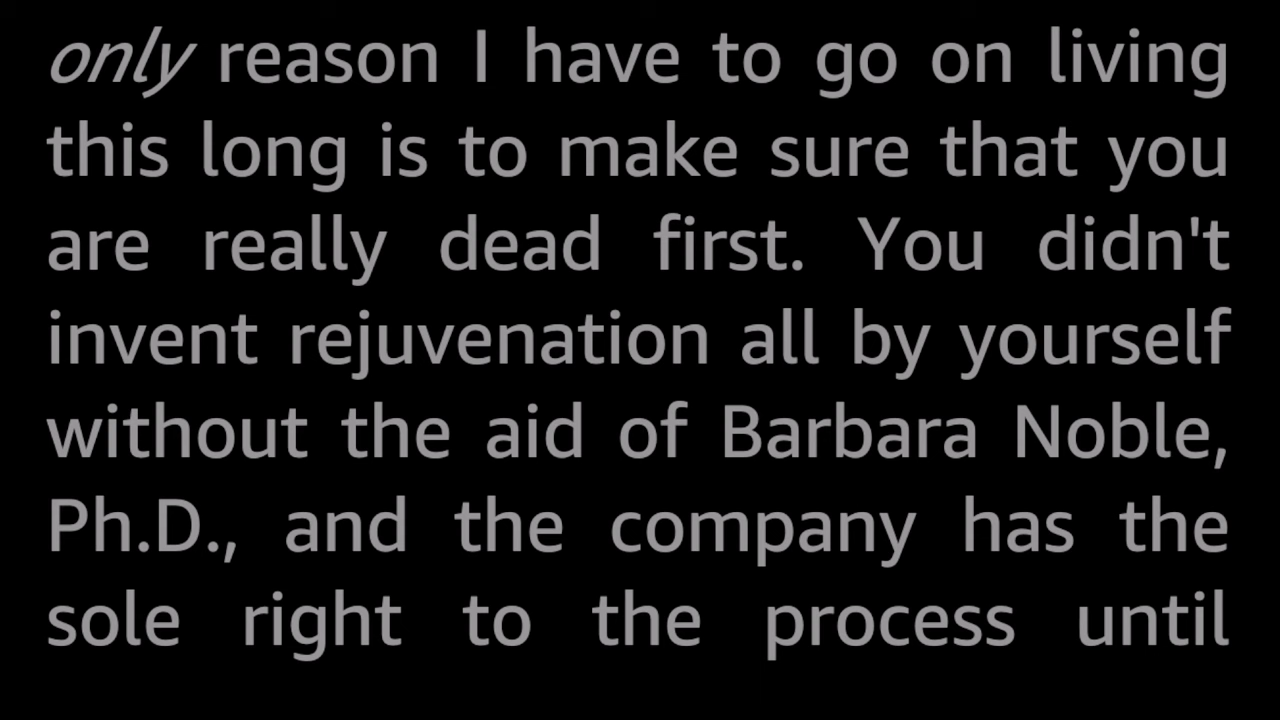 only reason I have to go on living
this long is to make sure that you
are really dead first. You didn't
invent rejuvenation all by yourself
without the aid of Barbara Noble,
Ph.D., and the company has the
sole right to the process until